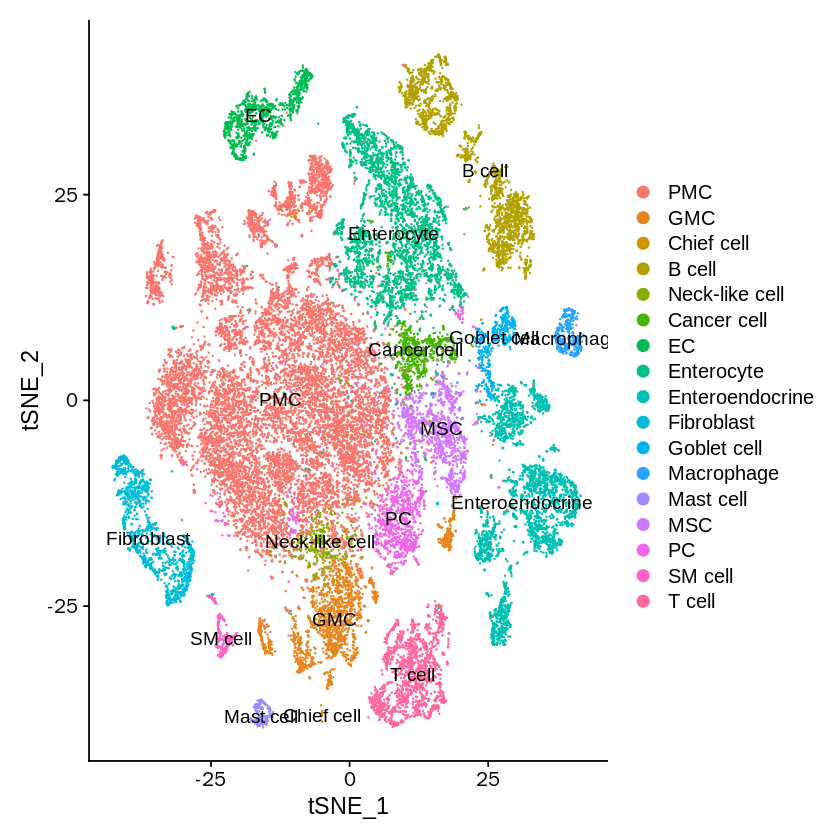 EC
B cell
25
Enterocyte
Goblet cell
Macrophag
Cancer cell
PMC
0
MSC
Enteroendocrine
PC
Fibroblast
Neck-like cell
-25
GMC
SM cell
T cell
Mast cell
Chief cell
-25
0
25
tSNE_1
tSNE_2
PMC
GMC
Chief cell
B cell
Neck-like cell
Cancer cell
EC
Enterocyte
Enteroendocrine
Fibroblast
Goblet cell
Macrophage
Mast cell
MSC
PC
SM cell
T cell